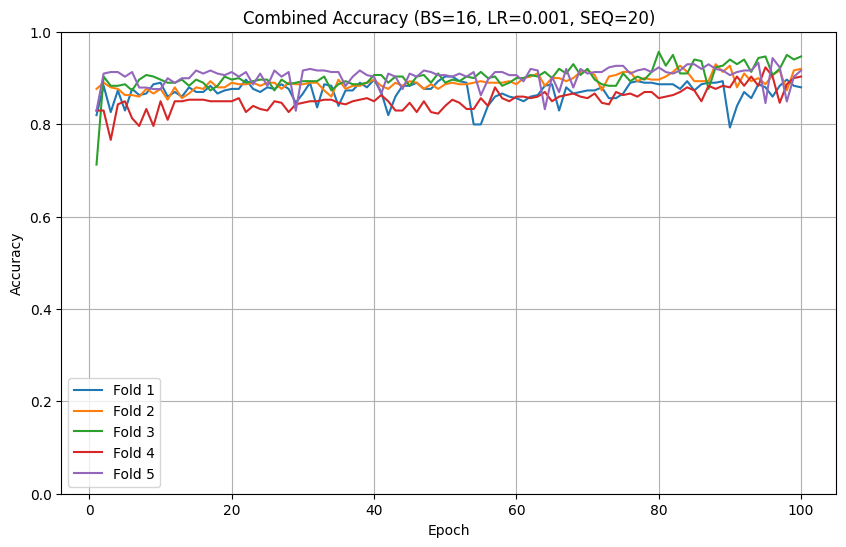 Combined Accuracy (BS=16, LR=0.001, SEQ=20)
Accuracy
1.0
0.8
0.6
0.4
0.2
0.0
Fold 1
Fold 2
Fold 3
Fold 4
Fold 5
0 20 40 60 80 100
Epoch